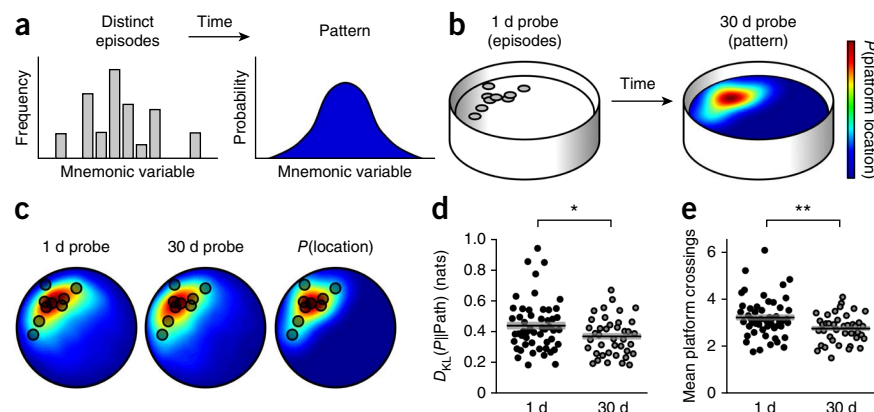 a
Distinct
episodes
Time
Pattern
Frequency
Mnemonic variable
Probability
Mnemonic variable
b
1 d probe
(episodes)
Time
30 d probe
(pattern)
P(platform location)
c
1 d probe
30 d probe
P(location)
d
*
D_KL(P||Path) (nats)
1.0
0.8
0.6
0.4
0.2
0
1 d
30 d
e
**
Mean platform crossings
6
4
2
0
1 d
30 d